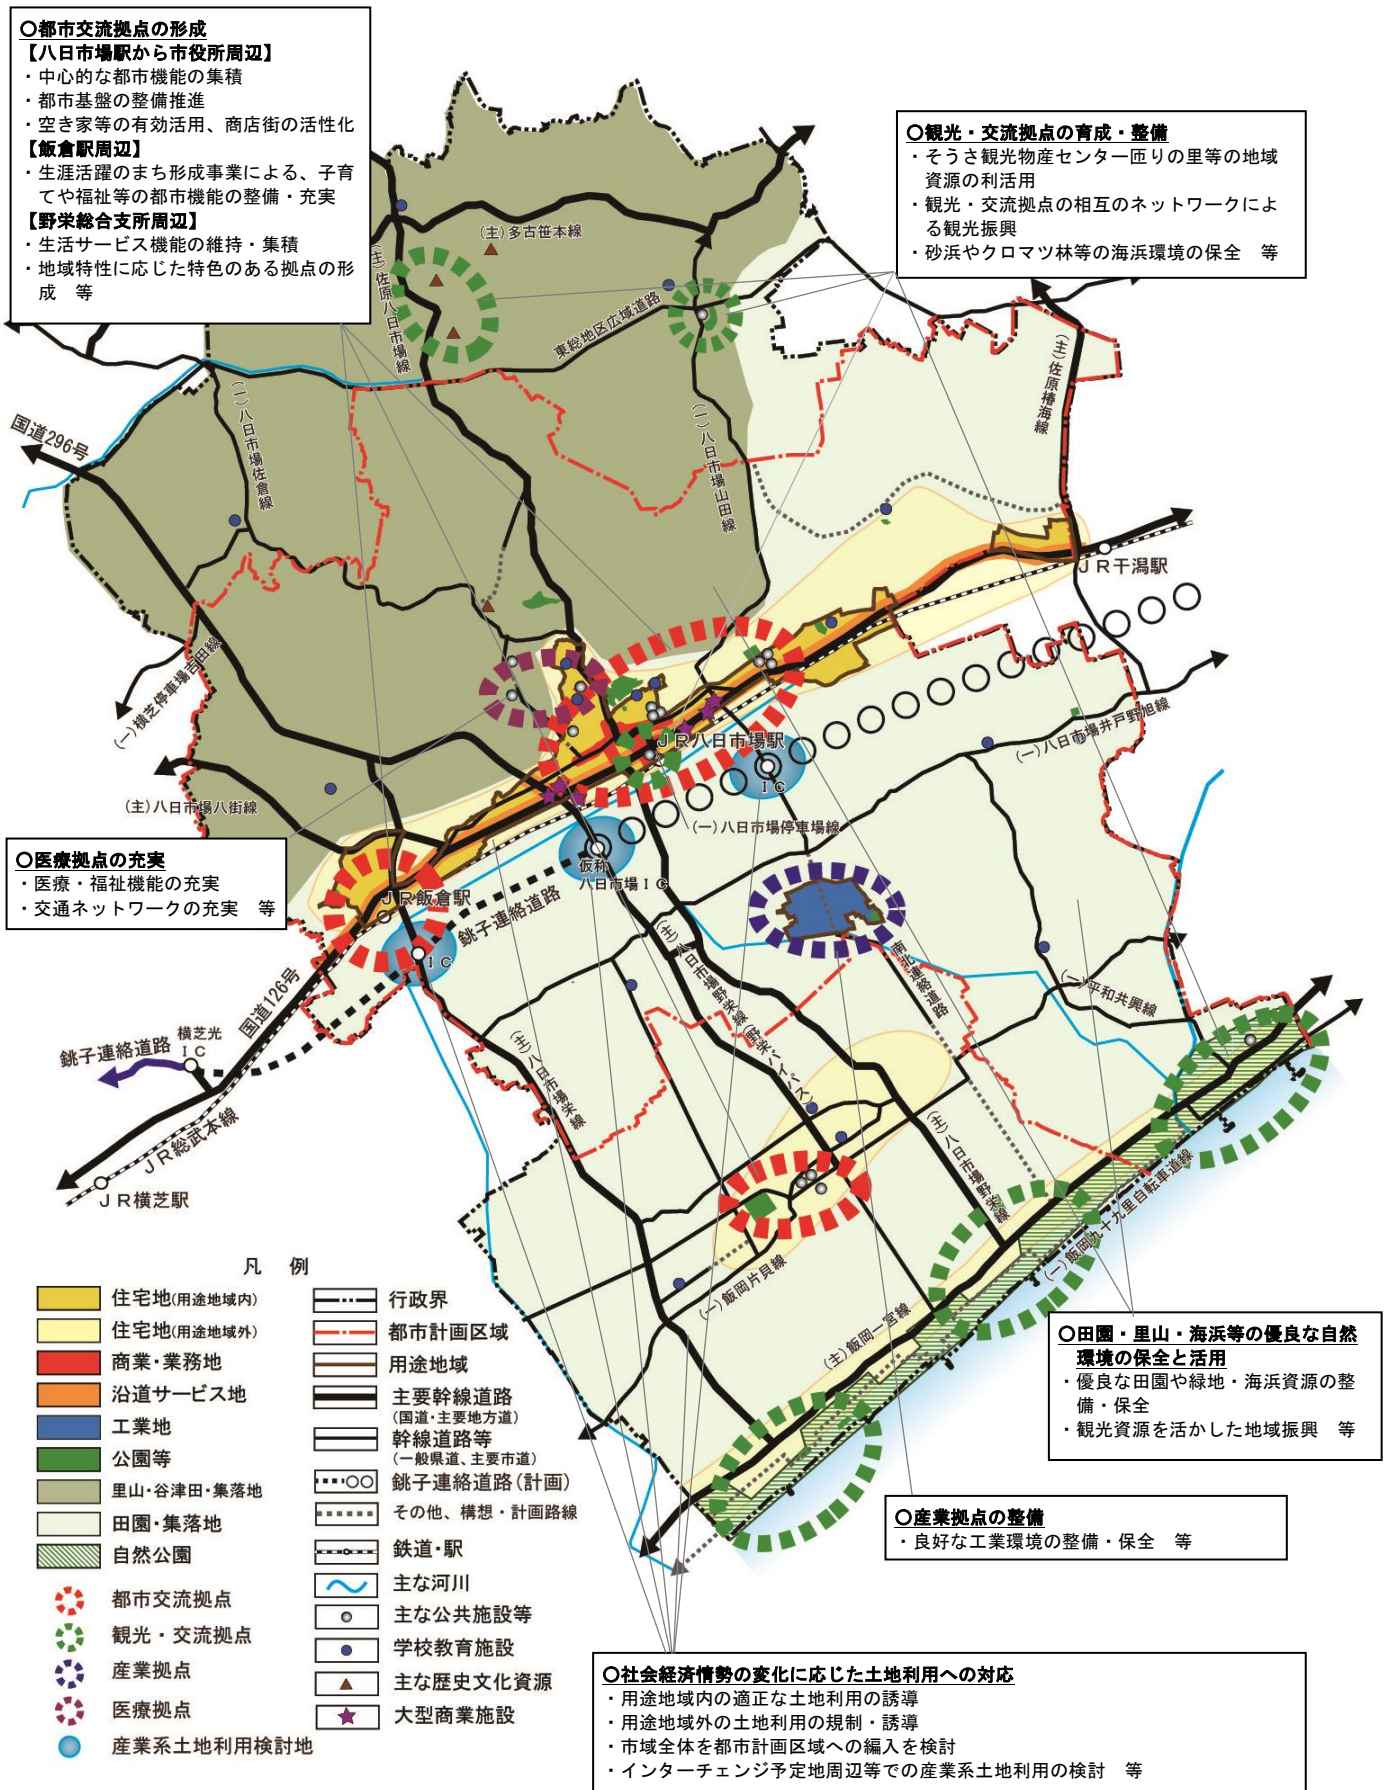 ○都市交流拠点の形成
【八日市場駅から市役所周辺】
・中心的な都市機能の集積
・都市基盤の整備推進
・空き家等の有効活用、商店街の活性化
【飯倉駅周辺】
・生涯活躍のまち形成事業による、子育
てや福祉等の都市機能の整備・充実
【野栄総合支所周辺】
・生活サービス機能の維持・集積
・地域特性に応じた特色のある拠点の形
成　等
○観光・交流拠点の育成・整備
・そうさ観光物産センター匝りの里等の地域
資源の利活用
・観光・交流拠点の相互のネットワークによ
る観光振興
・砂浜やクロマツ林等の海浜環境の保全　等
(主)多古笹本線
(主)佐原八日市場線
東総地区広域道路
(主)佐原椿海線
国道296号
(一)八日市場佐倉線
(一)八日市場山田線
ＪＲ干潟駅
(一)横芝停車場吉田線
ＪＲ八日市場駅
ＩＣ
(一)八日市場井戸野旭線
(主)八日市場八街線
(一)八日市場停車場線
○医療拠点の充実
・医療・福祉機能の充実
・交通ネットワークの充実　等
仮称
八日市場ＩＣ
ＪＲ飯倉駅
銚子連絡道路
ＩＣ
(主)八日市場野栄線
(野栄バイパス)
南北連絡道路
(一)平和共興線
国道126号
銚子連絡道路
横芝光
ＩＣ
(主)八日市場栄線
ＪＲ総武本線
ＪＲ横芝駅
(主)八日市場野栄線
(一)飯岡九十九里自転車道線
(一)飯岡片貝線
(主)飯岡一宮線
○田園・里山・海浜等の優良な自然
環境の保全と活用
・優良な田園や緑地・海浜資源の整
備・保全
・観光資源を活かした地域振興　等
○産業拠点の整備
・良好な工業環境の整備・保全　等
凡　例
住宅地(用途地域内)
住宅地(用途地域外)
商業・業務地
沿道サービス地
工業地
公園等
里山・谷津田・集落地
田園・集落地
自然公園
都市交流拠点
観光・交流拠点
産業拠点
医療拠点
産業系土地利用検討地
行政界
都市計画区域
用途地域
主要幹線道路
(国道・主要地方道)
幹線道路等
(一般県道、主要市道)
銚子連絡道路(計画)
その他、構想・計画路線
鉄道・駅
主な河川
主な公共施設等
学校教育施設
主な歴史文化資源
大型商業施設
○社会経済情勢の変化に応じた土地利用への対応
・用途地域内の適正な土地利用の誘導
・用途地域外の土地利用の規制・誘導
・市域全体を都市計画区域への編入を検討
・インターチェンジ予定地周辺等での産業系土地利用の検討　等